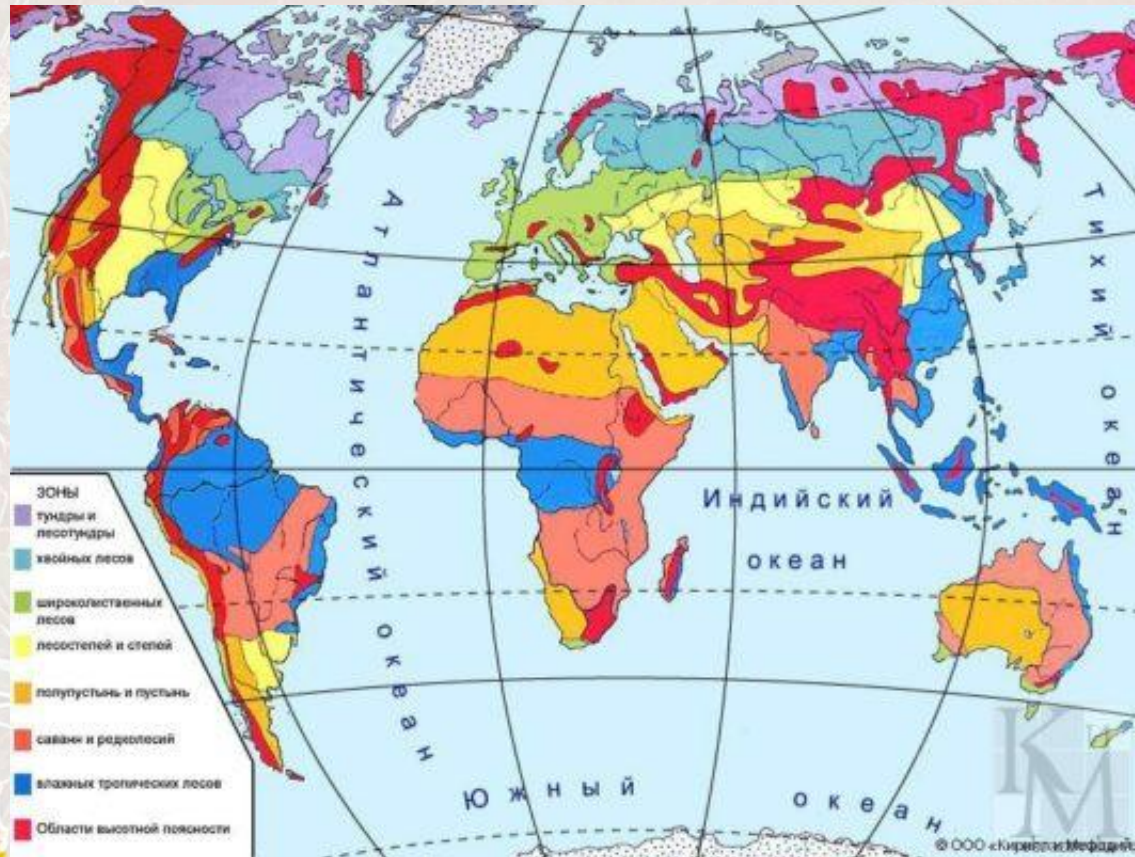 Атлантический океан
Тихий океан
Индийский
океан
Южный океан
ЗОНЫ
тундры и
лесотундры
хвойных лесов
широколиственных
лесов
лесостепей и степей
полупустынь и пустынь
саванн и редколесий
влажных тропических лесов
Области высотной поясности
КМ
© ООО «Кирилл и Мефодий»